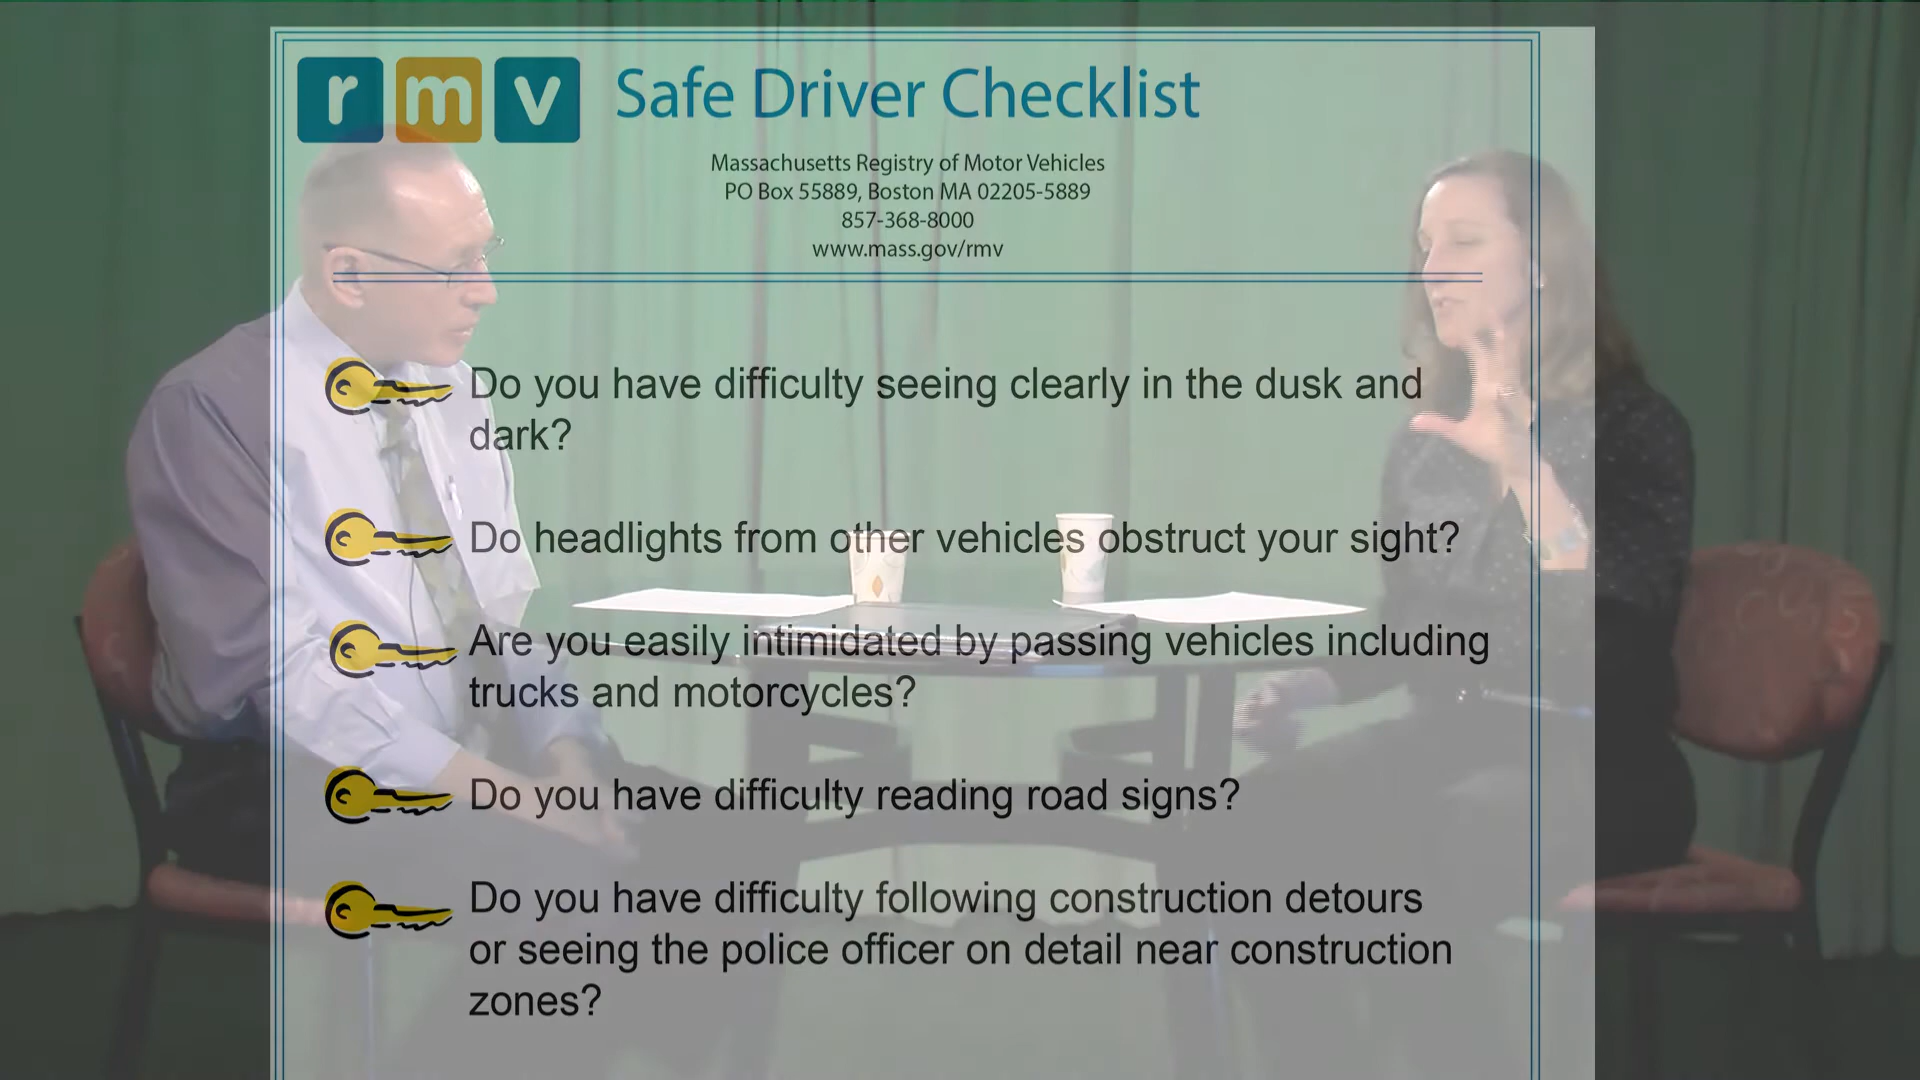 rmv Safe Driver Checklist
Massachusetts Registry of Motor Vehicles
PO Box 55889, Boston MA 02205-5889
857-368-8000
www.mass.gov/rmv
Do you have difficulty seeing clearly in the dusk and
dark?
Do headlights from other vehicles obstruct your sight?
Are you easily intimidated by passing vehicles including
trucks and motorcycles?
Do you have difficulty reading road signs?
Do you have difficulty following construction detours
or seeing the police officer on detail near construction
zones?